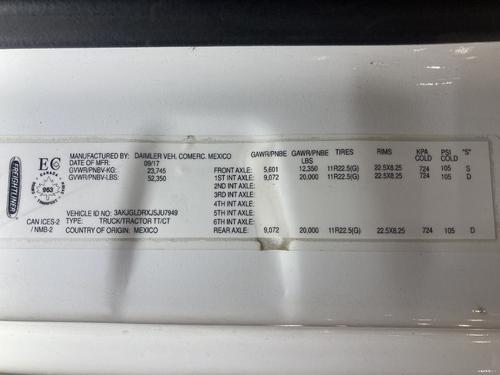 FREIGHTLINER
EC
CANADA
963
TRANSPORT
CAN ICES-2
/ NMB-2
MANUFACTURED BY: DAIMLER VEH. COMERC. MEXICO
DATE OF MFR: 09/17
GVWR/PNBV-KG: 23,745
GVWR/PNBV-LBS: 52,350
VEHICLE ID NO: 3AKJGLDRXJSJU7949
TYPE: TRUCK/TRACTOR TT/CT
COUNTRY OF ORIGIN: MEXICO
GAWR/PNBE GAWR/PNBE LBS TIRES RIMS KPA COLD PSI COLD "S"
FRONT AXLE: 5,601 12,350 11R22.5(G) 22.5X8.25 724 105 S
1ST INT AXLE: 9,072 20,000 11R22.5(G) 22.5X8.25 724 105 D
2ND INT AXLE:
3RD INT AXLE:
4TH INT AXLE:
5TH INT AXLE:
6TH INT AXLE:
REAR AXLE: 9,072 20,000 11R22.5(G) 22.5X8.25 724 105 D